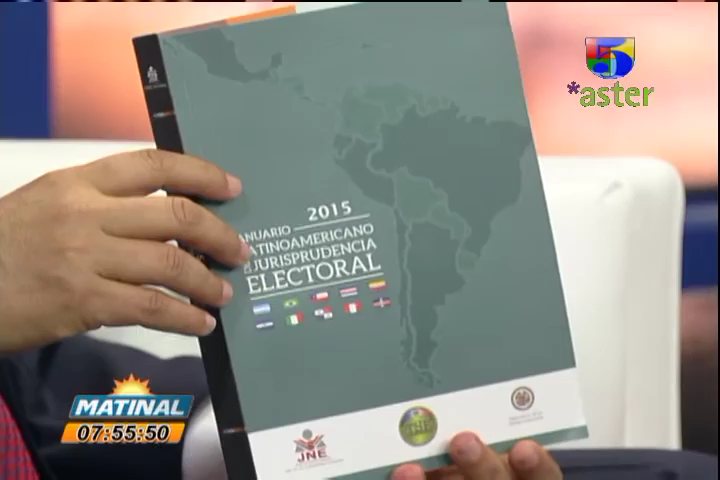 5
*aster
2015
ANUARIO
LATINOAMERICANO
DE JURISPRUDENCIA
ELECTORAL
JNE
MATINAL
07:55:50